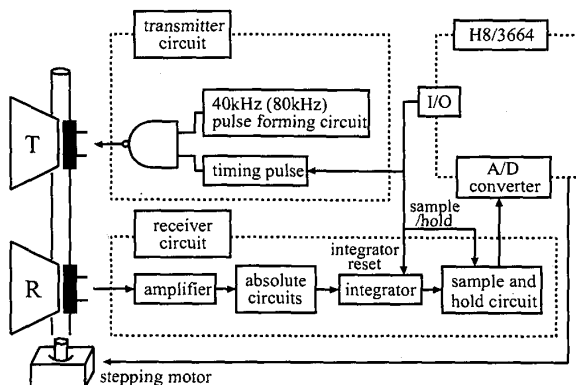 transmitter
circuit
H8/3664
40kHz (80kHz)
pulse forming circuit
I/O
T
timing pulse
A/D
converter
receiver
circuit
sample
/hold
integrator
reset
R
amplifier
absolute
circuits
integrator
sample and
hold circuit
stepping motor